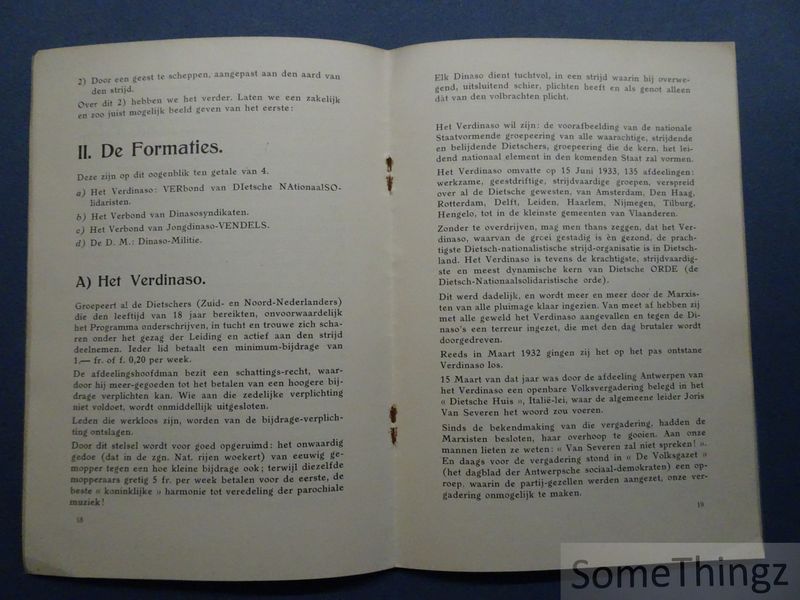 2) Door een geest te scheppen, aangepast aan den aard van
den strijd.
Over dit 2) hebben we het verder. Laten we een zakelijk
en zoo juist mogelijk beeld geven van het eerste:
II. De Formaties.
Deze zijn op dit oogenblik ten getale van 4.
a) Het Verdinaso: VERbond van DIetsche NAtionaalSO-
lidaristen.
b) Het Verbond van Dinasosyndikaten.
c) Het Verbond van Jongdinaso-VENDELS.
d) De D. M.: Dinaso-Militie.
A) Het Verdinaso.
Groepeert al de Dietschers (Zuid- en Noord-Nederlanders)
die den leeftijd van 18 jaar bereikten, onvoorwaardelijk
het Programma onderschrijven, in tucht en trouwe zich scha-
ren onder het gezag der Leiding en actief aan den strijd
deelnemen. Ieder lid betaalt een minimum-bijdrage van
1.— fr. of f. 0,20 per week.
De afdeelingshoofdman bezit een schattings-recht, waar-
door hij meer-gegoeden tot het betalen van een hoogere bij-
drage verplichten kan. Wie aan die zedelijke verplichting
niet voldoet, wordt onmiddellijk uitgesloten.
Leden die werkloos zijn, worden van de bijdrage-verplich-
ting ontslagen.
Door dit stelsel wordt voor goed opgeruimd: het onwaardig
gedoe (dat in de zgn. Nat. rijen woekert) van eeuwig ge-
mopper tegen een hoe kleine bijdrage ook; terwijl diezelfde
mopperaars gretig 5 fr. per week betalen voor de eerste, de
beste « koninklijke » harmonie tot veredeling der parochiale
muziek!
18
Elk Dinaso dient tuchtvol, in een strijd waarin hij overwe-
gend, uitsluitend schier, plichten heeft en als genot alleen
dàt van den volbrachten plicht.
Het Verdinaso wil zijn: de voorafbeelding van de nationale
Staatvormende groepeering van alle waarachtige, strijdende
en belijdende Dietschers, groepeering die de kern, het lei-
dend nationaal element in den komenden Staat zal vormen.
Het Verdinaso omvatte op 15 Juni 1933, 135 afdeelingen:
werkzame, geestdriftige, strijdvaardige groepen, verspreid
over al de Dietsche gewesten, van Amsterdam, Den Haag,
Rotterdam, Delft, Leiden, Haarlem, Nijmegen, Tilburg,
Hengelo, tot in de kleinste gemeenten van Vlaanderen.
Zonder te overdrijven, mag men thans zeggen, dat het Ver-
dinaso, waarvan de groei gestadig is èn gezond, de prach-
tigste Dietsch-nationalistische strijd-organisatie is in Dietsch-
land. Het Verdinaso is tevens de krachtigste, strijdvaardig-
ste en meest dynamische kern van Dietsche ORDE (de
Dietsch-Nationaalsolidaristische orde).
Dit werd dadelijk, en wordt meer en meer door de Marxis-
ten van alle pluimage klaar ingezien. Van meet af hebben zij
met alle geweld het Verdinaso aangevallen en tegen de Di-
naso's een terreur ingezet, die met den dag brutaler wordt
doorgedreven.
Reeds in Maart 1932 gingen zij het op het pas ontstane
Verdinaso los.
15 Maart van dat jaar was door de afdeeling Antwerpen van
het Verdinaso een openbare Volksvergadering belegd in het
« Dietsche Huis », Italië-lei, waar de algemeene leider Joris
Van Severen het woord zou voeren.
Sinds de bekendmaking van die vergadering, hadden de
Marxisten besloten, haar overhoop te gooien. Aan onze
mannen lieten ze weten: « Van Severen zal niet spreken! ».
En daags voor de vergadering stond in « De Volksgazet »
(het dagblad der Antwerpsche sociaal-demokraten) een op-
roep, waarin de partij-gezellen werden aangezet, onze ver-
gadering onmogelijk te maken.
19
SomeThingz